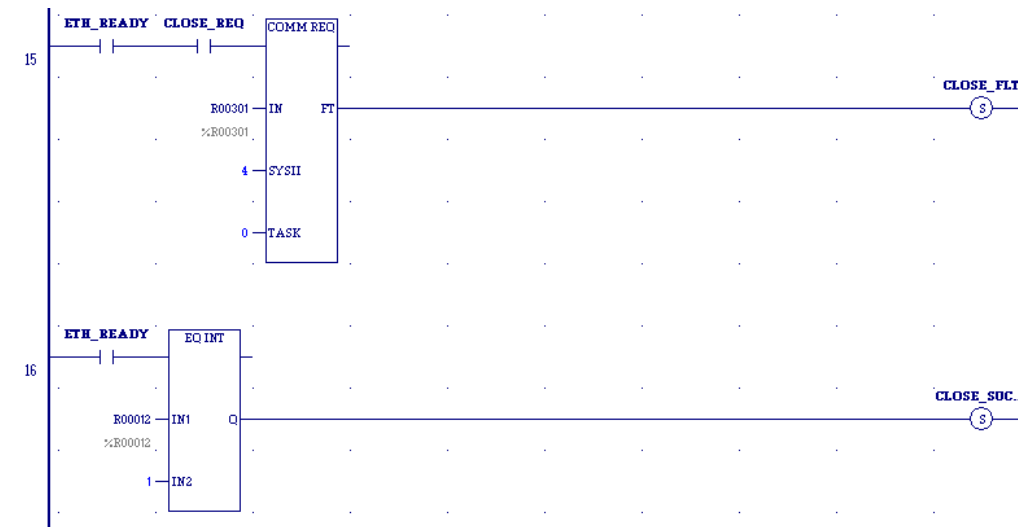 ETH_READY CLOSE_REQ
COMM REQ
15
CLOSE_FLT
R00301 IN FT
S
%R00301
4 SYSII
0 TASK
ETH_READY
EQ INT
16
CLOSE_SUC..
R00012 IN1 Q
S
%R00012
1 IN2